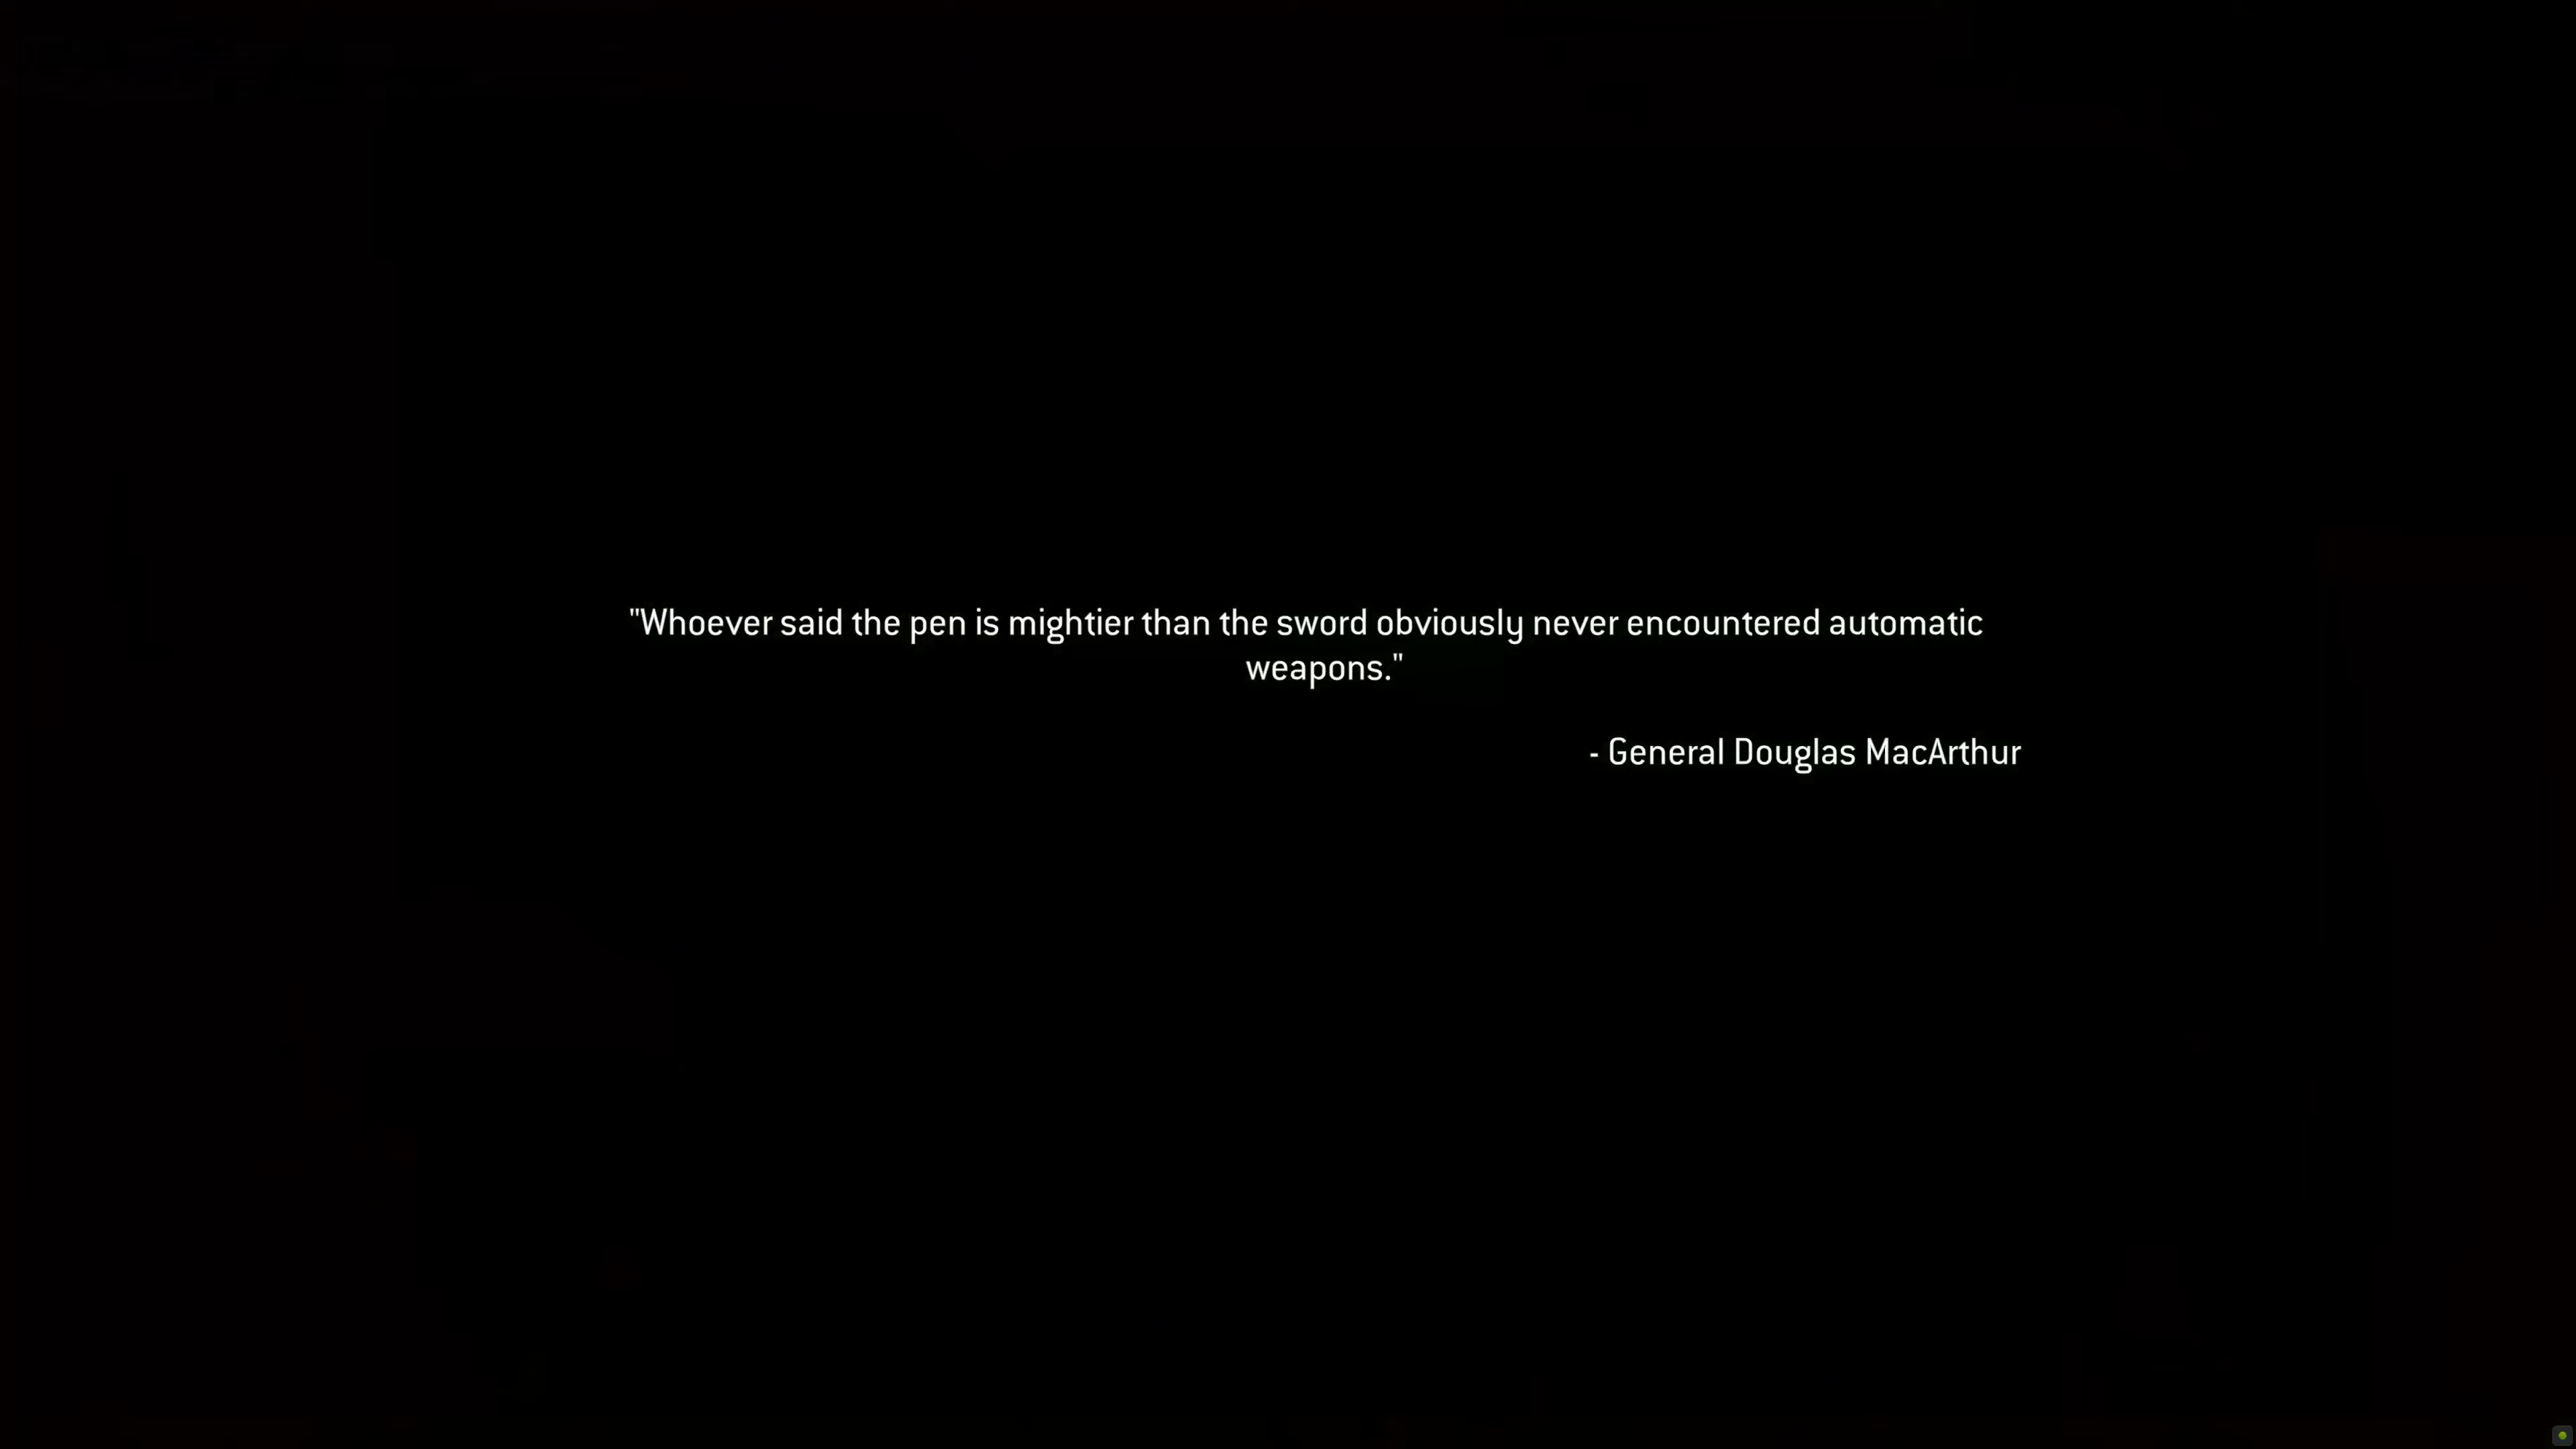 "Whoever said the pen is mightier than the sword obviously never encountered automatic
weapons."
- General Douglas MacArthur